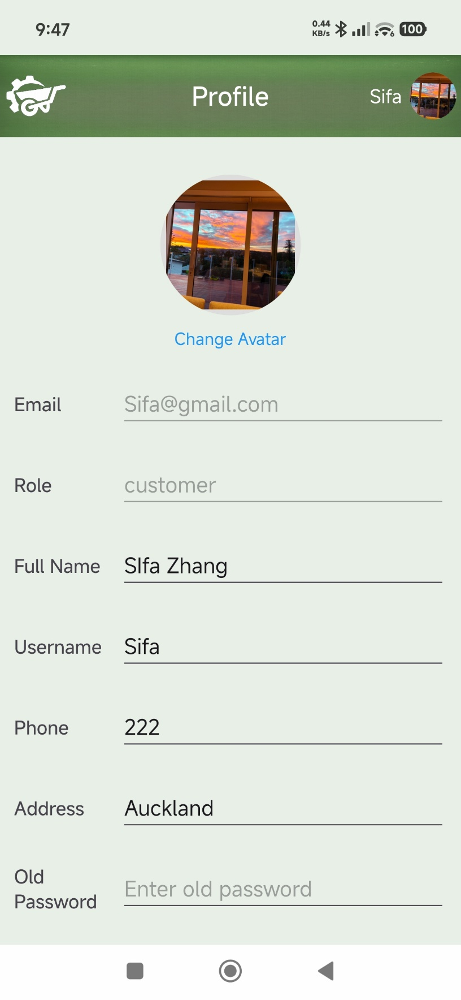 9:47
0.44
KB/s
6
100
Profile
Sifa
Change Avatar
Email
Sifa@gmail.com
Role
customer
Full Name
SIfa Zhang
Username
Sifa
Phone
222
Address
Auckland
Old
Password
Enter old password